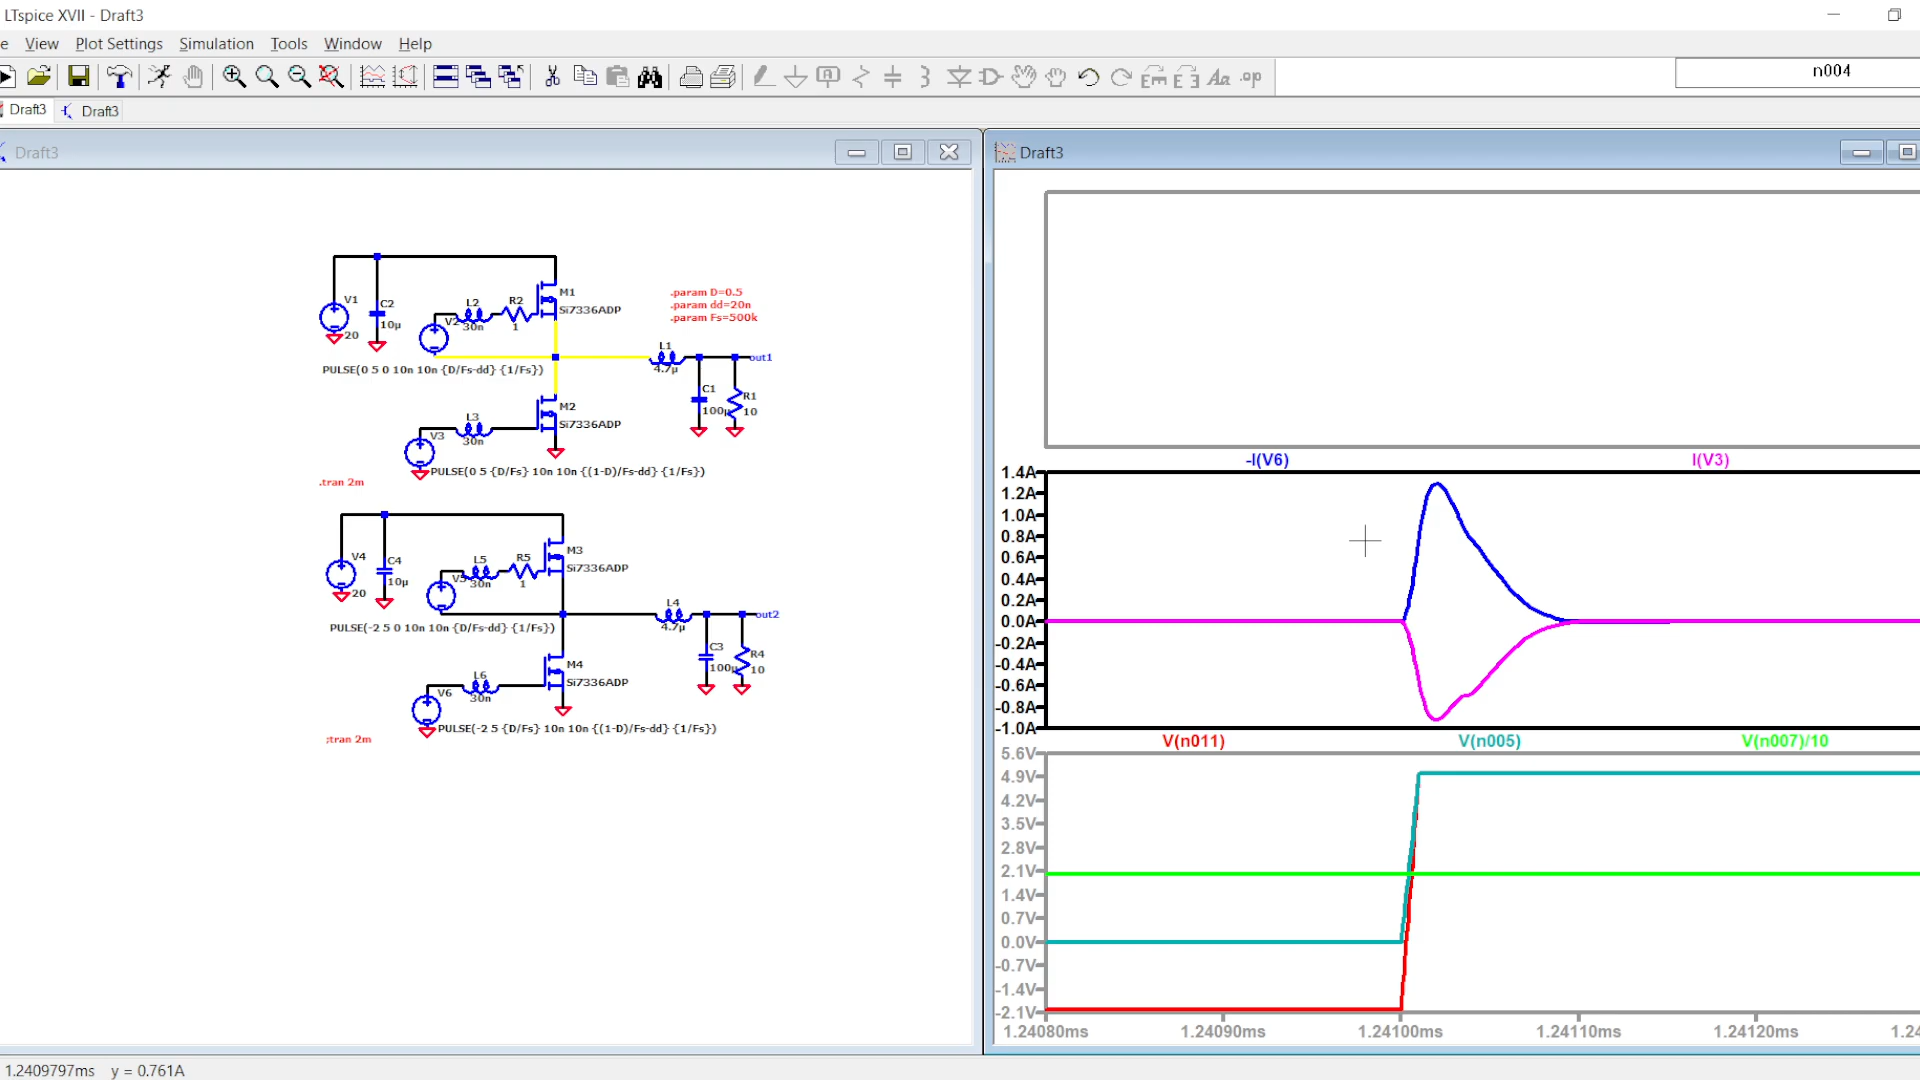 LTspice XVII - Draft3
e View Plot Settings Simulation Tools Window Help
Aa .op
n004
Draft3 Draft3
Draft3
Draft3
V1
20
C2
10µ
V2
L2
30n
R2
1
M1
Si7336ADP
.param D=0.5
.param dd=20n
.param Fs=500k
PULSE(0 5 0 10n 10n {D/Fs-dd} {1/Fs})
L1
4.7µ
out1
C1
100µ
R1
10
M2
Si7336ADP
L3
30n
V3
PULSE(0 5 {D/Fs} 10n 10n {(1-D)/Fs-dd} {1/Fs})
.tran 2m
V4
20
C4
10µ
V5
L5
30n
R5
1
M3
Si7336ADP
PULSE(-2 5 0 10n 10n {D/Fs-dd} {1/Fs})
L4
4.7µ
out2
C3
100µ
R4
10
M4
Si7336ADP
L6
30n
V6
PULSE(-2 5 {D/Fs} 10n 10n {(1-D)/Fs-dd} {1/Fs})
;tran 2m
-I(V6) I(V3)
1.4A
1.2A
1.0A
0.8A
0.6A
0.4A
0.2A
0.0A
-0.2A
-0.4A
-0.6A
-0.8A
-1.0A
V(n011) V(n005) V(n007)/10
5.6V
4.9V
4.2V
3.5V
2.8V
2.1V
1.4V
0.7V
0.0V
-0.7V
-1.4V
-2.1V
1.24080ms 1.24090ms 1.24100ms 1.24110ms 1.24120ms 1.24
1.2409797ms y = 0.761A